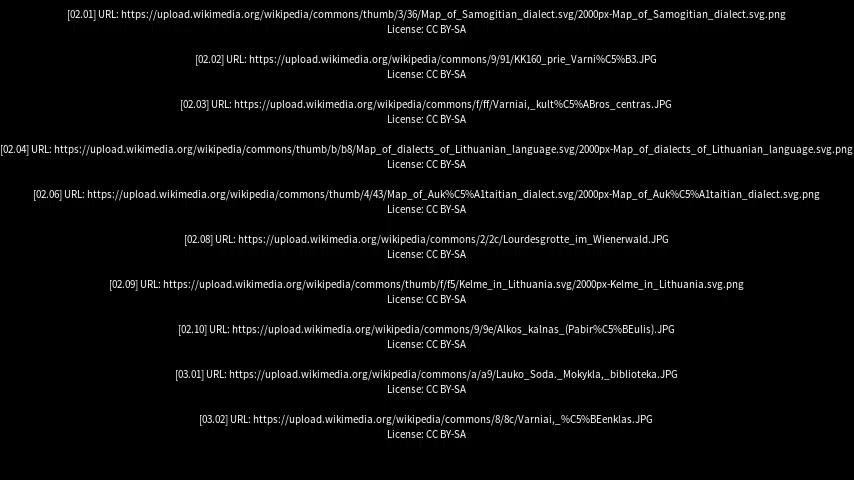 [02.01] URL: https://upload.wikimedia.org/wikipedia/commons/thumb/3/36/Map_of_Samogitian_dialect.svg/2000px-Map_of_Samogitian_dialect.svg.png
License: CC BY-SA
[02.02] URL: https://upload.wikimedia.org/wikipedia/commons/9/91/KK160_prie_Varni%C5%B3.JPG
License: CC BY-SA
[02.03] URL: https://upload.wikimedia.org/wikipedia/commons/f/ff/Varniai,_kult%C5%ABros_centras.JPG
License: CC BY-SA
[02.04] URL: https://upload.wikimedia.org/wikipedia/commons/thumb/b/b8/Map_of_dialects_of_Lithuanian_language.svg/2000px-Map_of_dialects_of_Lithuanian_language.svg.png
License: CC BY-SA
[02.06] URL: https://upload.wikimedia.org/wikipedia/commons/thumb/4/43/Map_of_Auk%C5%A1taitian_dialect.svg/2000px-Map_of_Auk%C5%A1taitian_dialect.svg.png
License: CC BY-SA
[02.08] URL: https://upload.wikimedia.org/wikipedia/commons/2/2c/Lourdesgrotte_im_Wienerwald.JPG
License: CC BY-SA
[02.09] URL: https://upload.wikimedia.org/wikipedia/commons/thumb/f/f5/Kelme_in_Lithuania.svg/2000px-Kelme_in_Lithuania.svg.png
License: CC BY-SA
[02.10] URL: https://upload.wikimedia.org/wikipedia/commons/9/9e/Alkos_kalnas_(Pabir%C5%BEulis).JPG
License: CC BY-SA
[03.01] URL: https://upload.wikimedia.org/wikipedia/commons/a/a9/Lauko_Soda._Mokykla,_biblioteka.JPG
License: CC BY-SA
[03.02] URL: https://upload.wikimedia.org/wikipedia/commons/8/8c/Varniai,_%C5%BEenklas.JPG
License: CC BY-SA